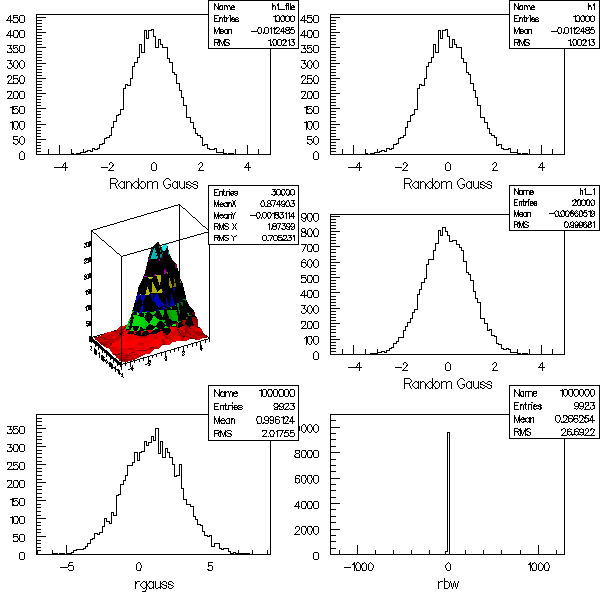 Name h1_file
Entries 10000
Mean -0.0112485
RMS 1.00213
450
400
350
300
250
200
150
100
50
0
-4 -2 0 2 4
Random Gauss
Name h1
Entries 10000
Mean -0.0112485
RMS 1.00213
450
400
350
300
250
200
150
100
50
0
-4 -2 0 2 4
Random Gauss
Entries 30000
MeanX 0.974903
MeanY -0.00183114
RMS X 1.87399
RMS Y 0.705231
Name h1_1
Entries 20000
Mean -0.00660519
RMS 0.999681
900
800
700
600
500
400
300
200
100
0
-4 -2 0 2 4
Random Gauss
Name 1000000
Entries 9923
Mean 0.996124
RMS 2.01755
350
300
250
200
150
100
50
0
-5 0 5
rgauss
Name 1000000
Entries 9923
Mean 0.266254
RMS 26.6922
8000
6000
4000
2000
0
-1000 0 1000
rbw